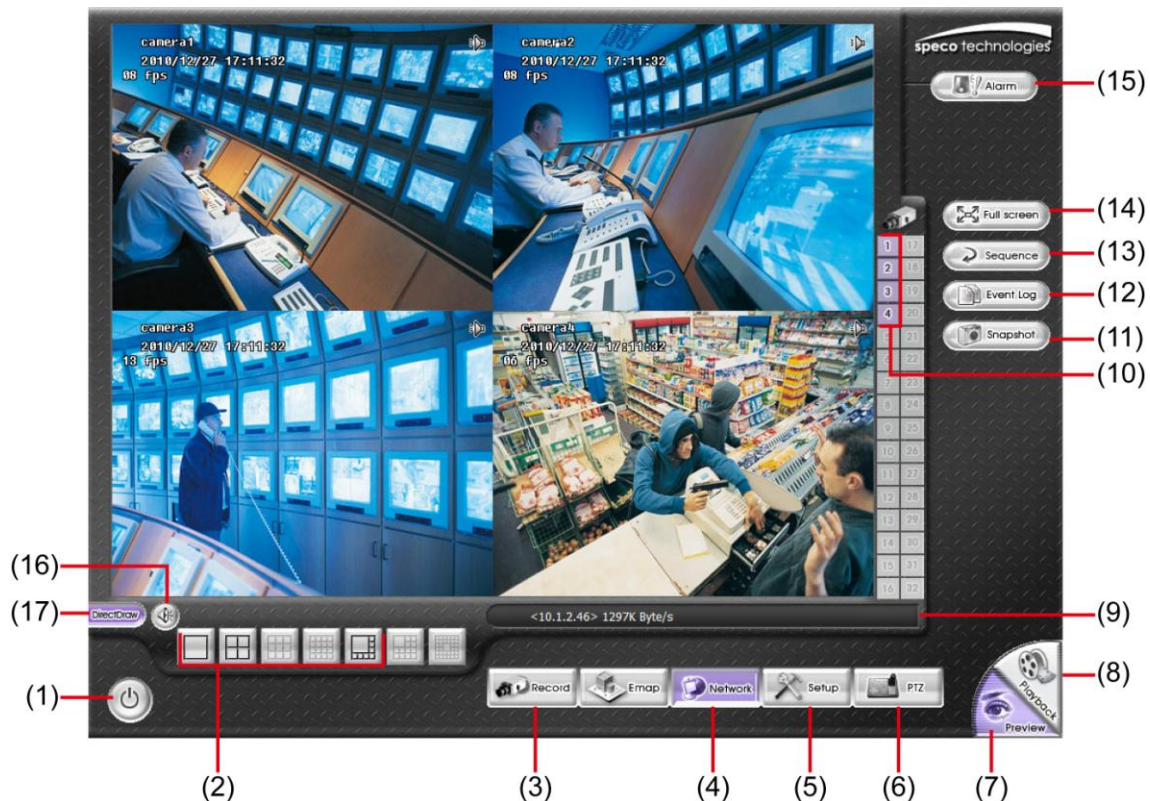 camera1
2010/12/27 17:11:32
08 fps
camera2
2010/12/27 17:11:32
08 fps
speco technologies
Alarm
(15)
Full screen
(14)
Sequence
(13)
Event Log
(12)
Snapshot
(11)
(10)
1 17
2 18
3 19
4 20
21
22
7 23
8 24
9 25
10 26
11 27
12 28
13 29
14 30
15 31
16 32
camera3
2010/12/27 17:11:32
13 fps
camera4
2010/12/27 17:11:32
06 fps
(16)
(17)
DirectDraw
<10.1.2.46> 1297K Byte/s
(9)
(1)
Record
Emap
Network
Setup
PTZ
Playback
(8)
Preview
(2)
(3)
(4)
(5)
(6)
(7)